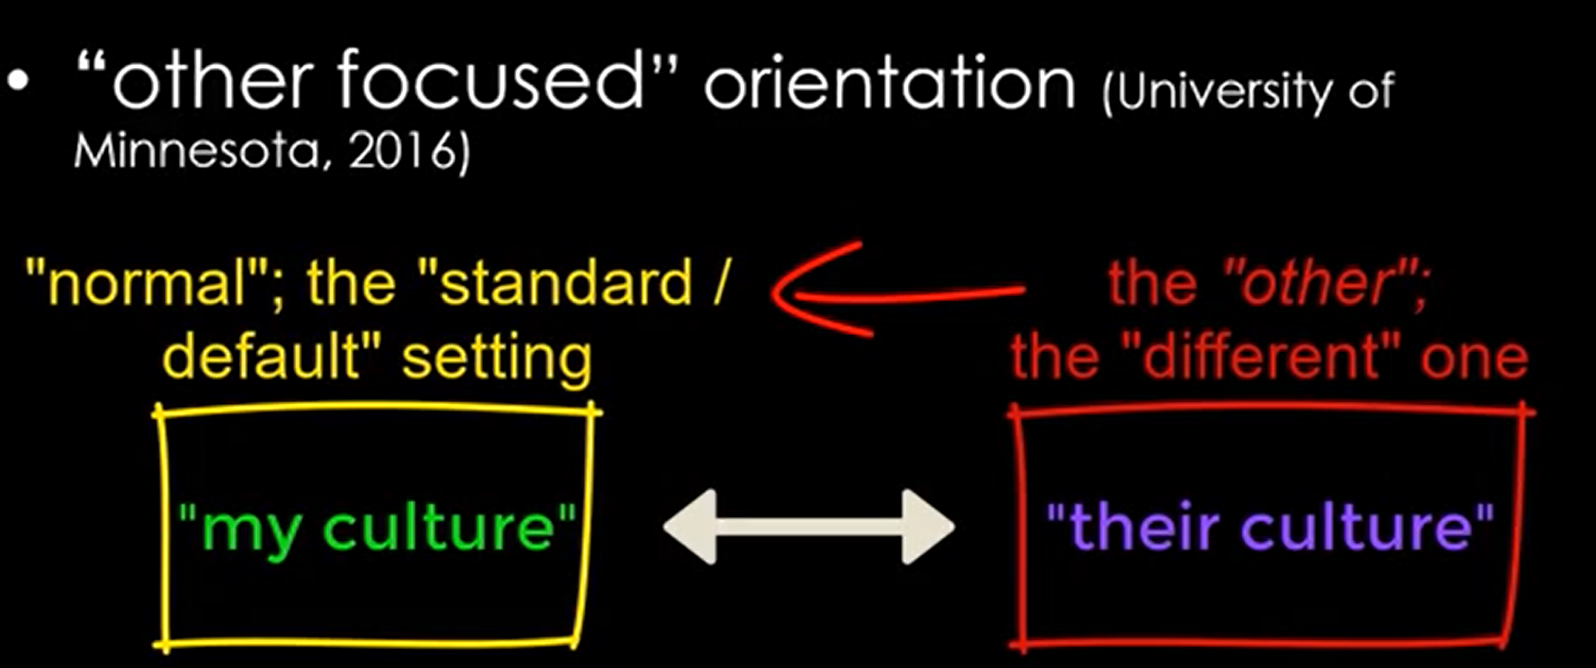 • “other focused” orientation (University of
Minnesota, 2016)
"normal"; the "standard /
default" setting
the "other";
the "different" one
"my culture"
"their culture"